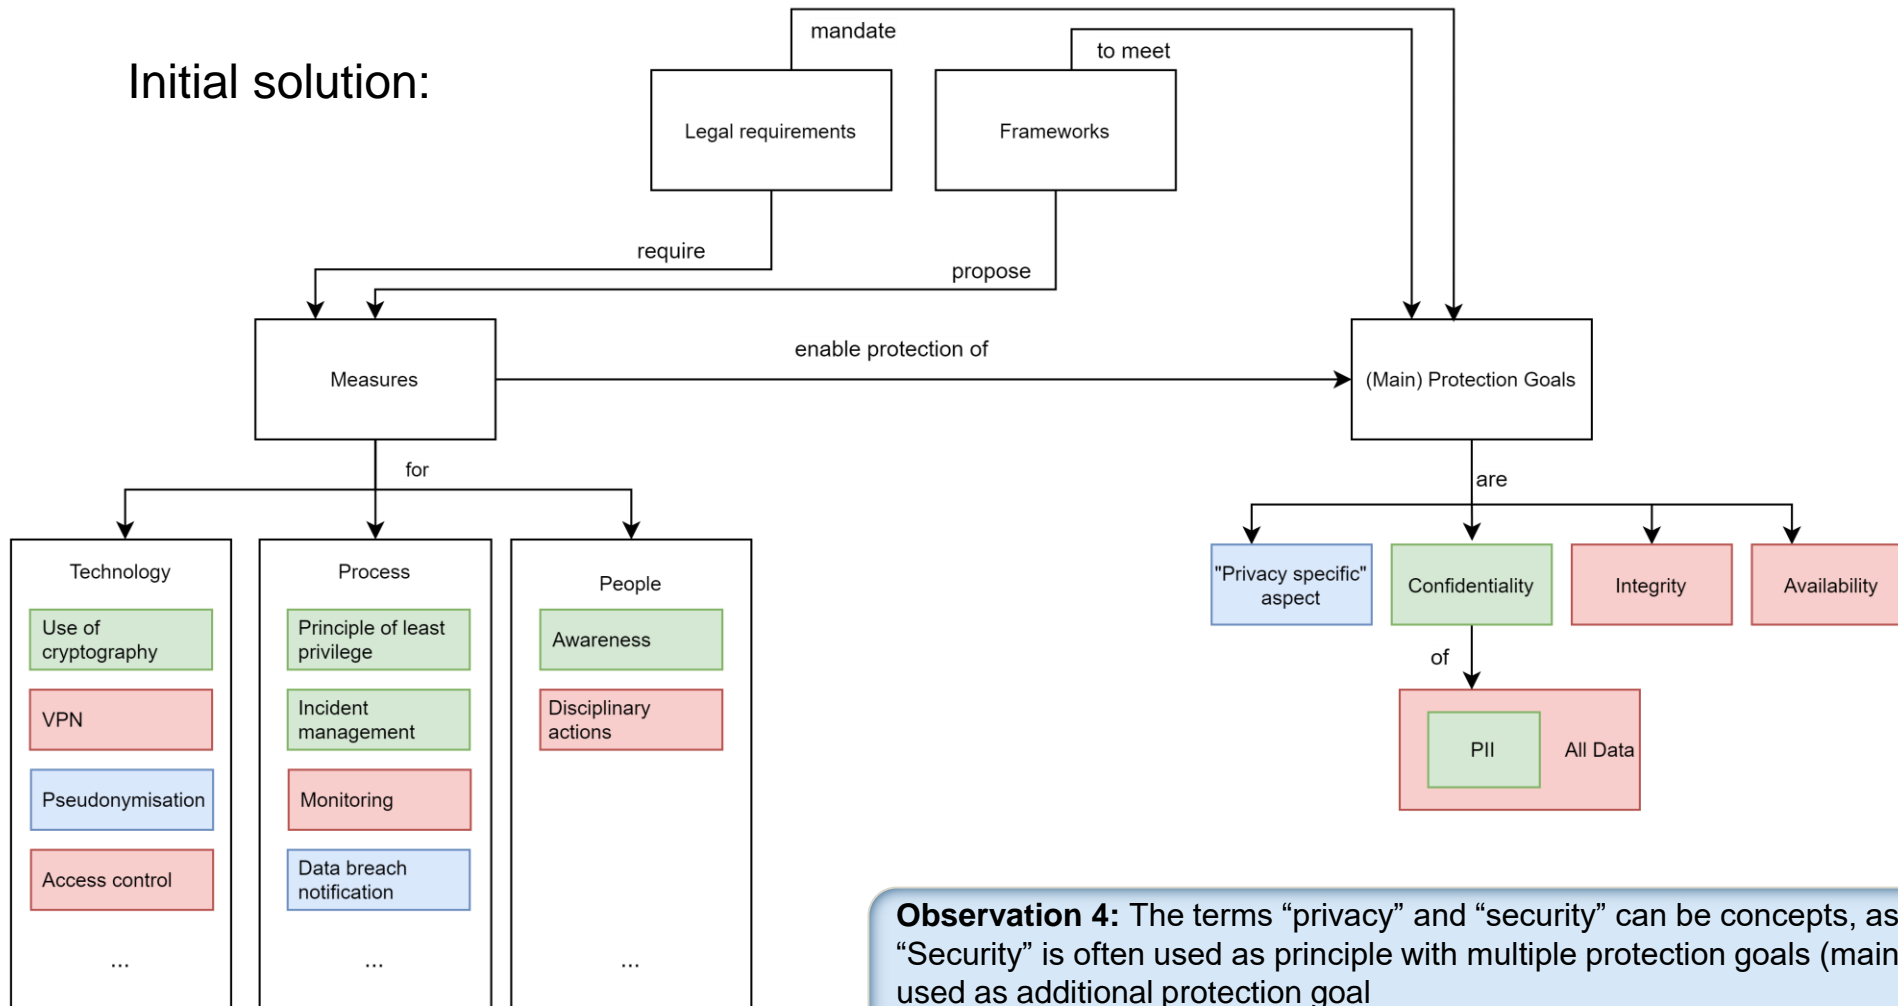 Initial solution:
mandate
to meet
Legal requirements
Frameworks
require
propose
Measures
enable protection of
(Main) Protection Goals
for
are
Technology
Use of
cryptography
VPN
Pseudonymisation
Access control
...
Process
Principle of least
privilege
Incident
management
Monitoring
Data breach
notification
...
People
Awareness
Disciplinary
actions
...
"Privacy specific"
aspect
Confidentiality
Integrity
Availability
of
PII
All Data
Observation 4: The terms “privacy” and “security” can be concepts, as
“Security” is often used as principle with multiple protection goals (main
used as additional protection goal